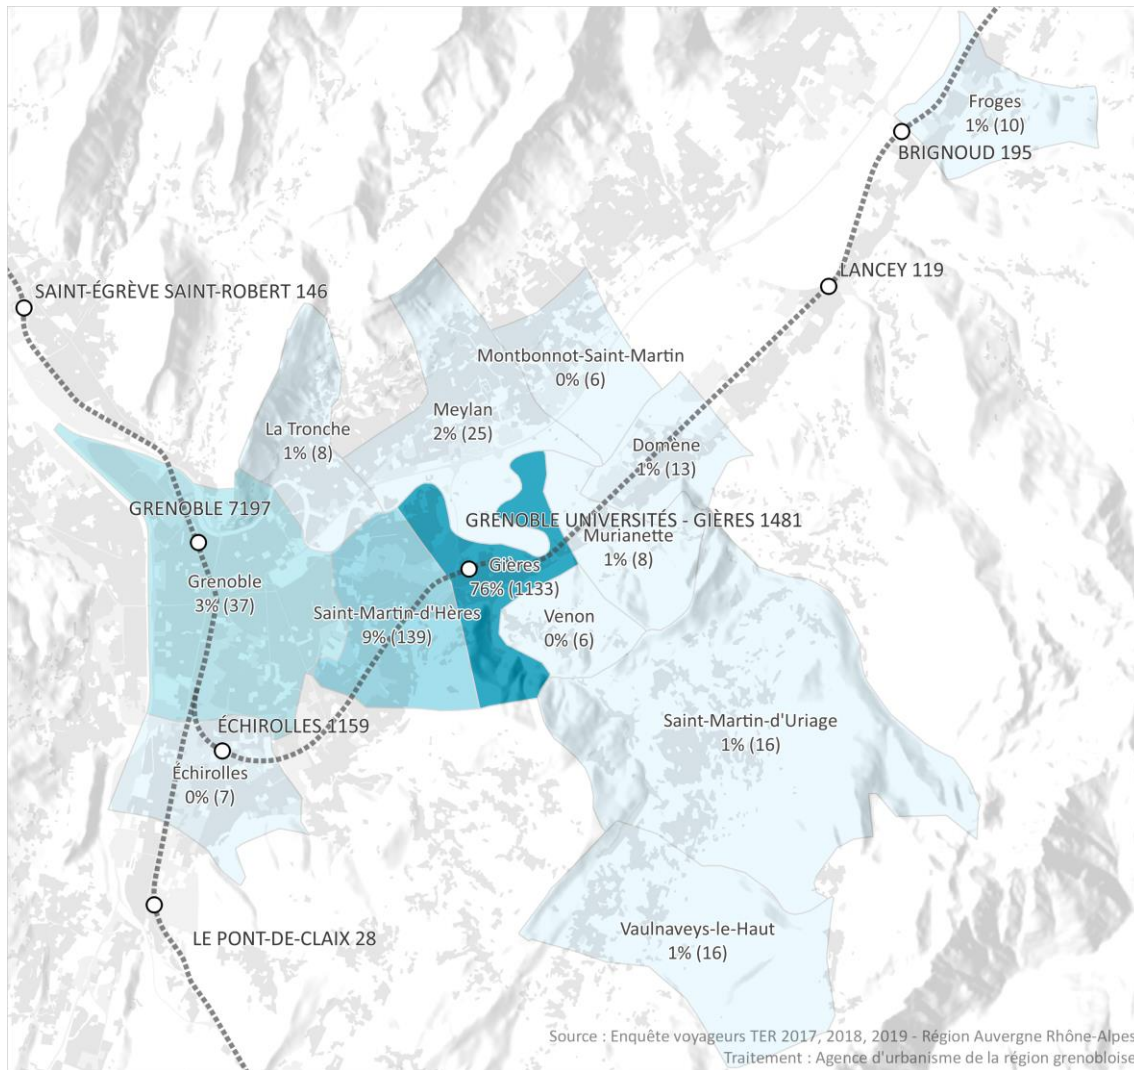 Froges
1% (10)
BRIGNOUD 195
LANCEY 119
SAINT-ÉGRÈVE SAINT-ROBERT 146
Montbonnot-Saint-Martin
0% (6)
Meylan
2% (25)
La Tronche
1% (8)
Domène
1% (13)
GRENOBLE 7197
GRENOBLE UNIVERSITÉS - GIÈRES 1481
Murianette
1% (8)
Gières
76% (1133)
Grenoble
3% (37)
Saint-Martin-d'Hères
9% (139)
Venon
0% (6)
Saint-Martin-d'Uriage
1% (16)
ÉCHIROLLES 1159
Échirolles
0% (7)
LE PONT-DE-CLAIX 28
Vaulnaveys-le-Haut
1% (16)
Source : Enquête voyageurs TER 2017, 2018, 2019 - Région Auvergne Rhône-Alpes
Traitement : Agence d'urbanisme de la région grenobloise